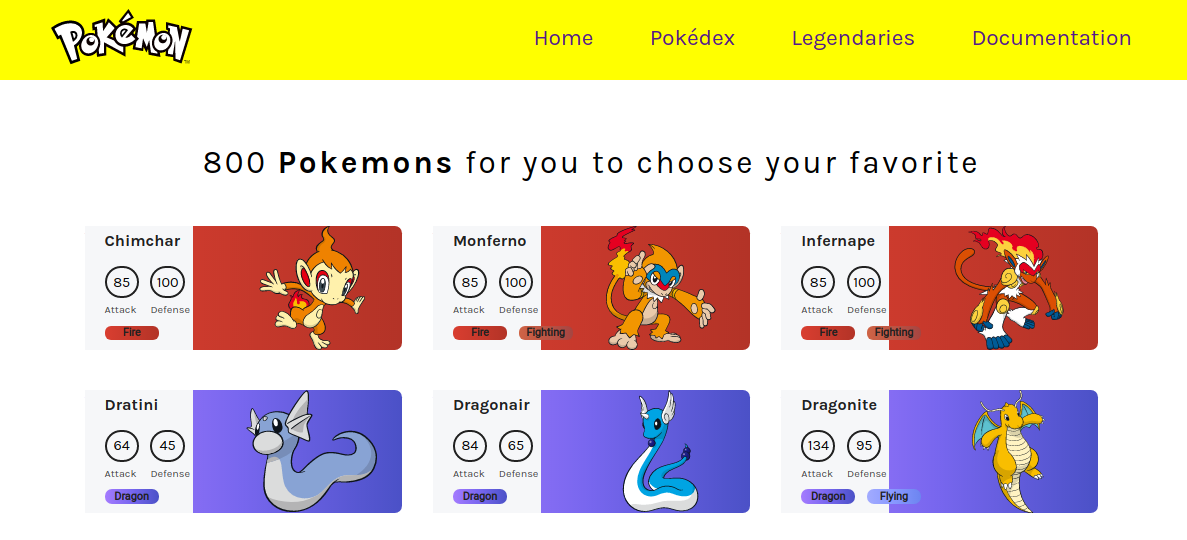 POKéMON TM
Home Pokédex Legendaries Documentation
800 Pokemons for you to choose your favorite
Chimchar
85 100
Attack Defense
Fire
Monferno
85 100
Attack Defense
Fire Fighting
Infernape
85 100
Attack Defense
Fire Fighting
Dratini
64 45
Attack Defense
Dragon
Dragonair
84 65
Attack Defense
Dragon
Dragonite
134 95
Attack Defense
Dragon Flying